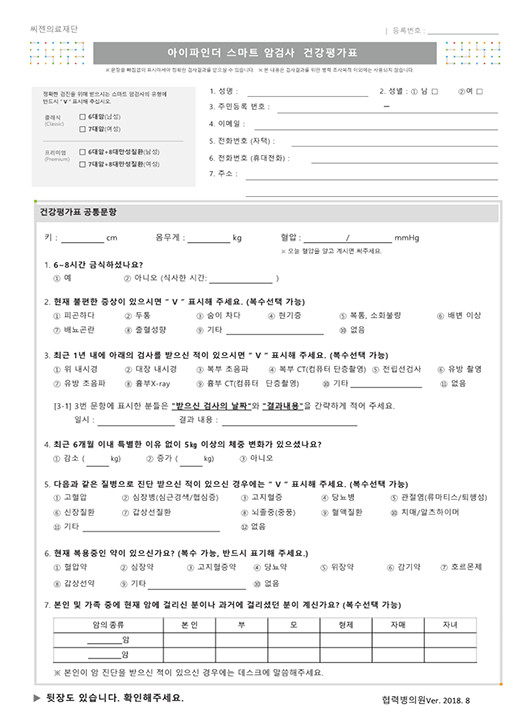 씨젠의료재단
| 등록번호 :
아이파인더 스마트 암검사 건강평가표
※ 문항을 빠짐없이 표시하셔야 정확한 검사결과를 받으실 수 있습니다. ※ 본 내용은 검사결과를 위한 병력 조사목적 이외에는 사용되지 않습니다.
정확한 검진을 위해 받으시는 스마트 암검사의 유형에
반드시 " V " 표시해 주십시오.
클래식 □ 6대암(남성)
(Classic) □ 7대암(여성)
프리미엄 □ 6대암+8대만성질환(남성)
(Premium) □ 7대암+8대만성질환(여성)
1. 성명 : 2. 성별 : ① 남 □ ②여 □
3. 주민등록 번호 : –
4. 이메일 :
5. 전화번호 (자택) :
6. 전화번호 (휴대전화) :
7. 주소 :
건강평가표 공통문항
키 : cm 몸무게 : kg 혈압 : / mmHg
※ 오늘 혈압을 알고 계시면 써주세요.
1. 6~8시간 금식하셨나요?
① 예 ② 아니오 (식사한 시간: )
2. 현재 불편한 증상이 있으시면 " V " 표시해 주세요. (복수선택 가능)
① 피곤하다 ② 두통 ③ 숨이 차다 ④ 현기증 ⑤ 복통, 소화불량 ⑥ 배변 이상
⑦ 배뇨곤란 ⑧ 출혈성향 ⑨ 기타 ⑩ 없음
3. 최근 1년 내에 아래의 검사를 받으신 적이 있으시면 " V " 표시해 주세요. (복수선택 가능)
① 위 내시경 ② 대장 내시경 ③ 복부 초음파 ④ 복부 CT(컴퓨터 단층촬영) ⑤ 전립선검사 ⑥ 유방 촬영
⑦ 유방 초음파 ⑧ 흉부X-ray ⑨ 흉부 CT(컴퓨터 단층촬영) ⑩ 기타 ⑪ 없음
[3-1] 3번 문항에 표시한 분들은 "받으신 검사의 날짜"와 "결과내용"을 간략하게 적어 주세요.
일시 : 결과 내용 :
4. 최근 6개월 이내 특별한 이유 없이 5kg 이상의 체중 변화가 있으셨나요?
① 감소 ( kg) ② 증가 ( kg) ③ 아니오
5. 다음과 같은 질병으로 진단 받으신 적이 있으신 경우에는 " V " 표시해 주세요. (복수선택 가능)
① 고혈압 ② 심장병(심근경색/협심증) ③ 고지혈증 ④ 당뇨병 ⑤ 관절염(류마티스/퇴행성)
⑥ 신장질환 ⑦ 갑상선질환 ⑧ 뇌졸중(중풍) ⑨ 혈액질환 ⑩ 치매/알츠하이머
⑪ 기타 ⑫ 없음
6. 현재 복용중인 약이 있으신가요? (복수 가능, 반드시 표기해 주세요.)
① 혈압약 ② 심장약 ③ 고지혈증약 ④ 당뇨약 ⑤ 위장약 ⑥ 감기약 ⑦ 호르몬제
⑧ 갑상선약 ⑨ 기타 ⑩ 없음
7. 본인 및 가족 중에 현재 암에 걸리신 분이나 과거에 걸리셨던 분이 계신가요? (복수선택 가능)
암의 종류 본 인 부 모 형제 자매 자녀
암
암
※ 본인이 암 진단을 받으신 적이 있으신 경우에는 데스크에 말씀해주세요.
▶ 뒷장도 있습니다. 확인해주세요.
협력병의원Ver. 2018. 8